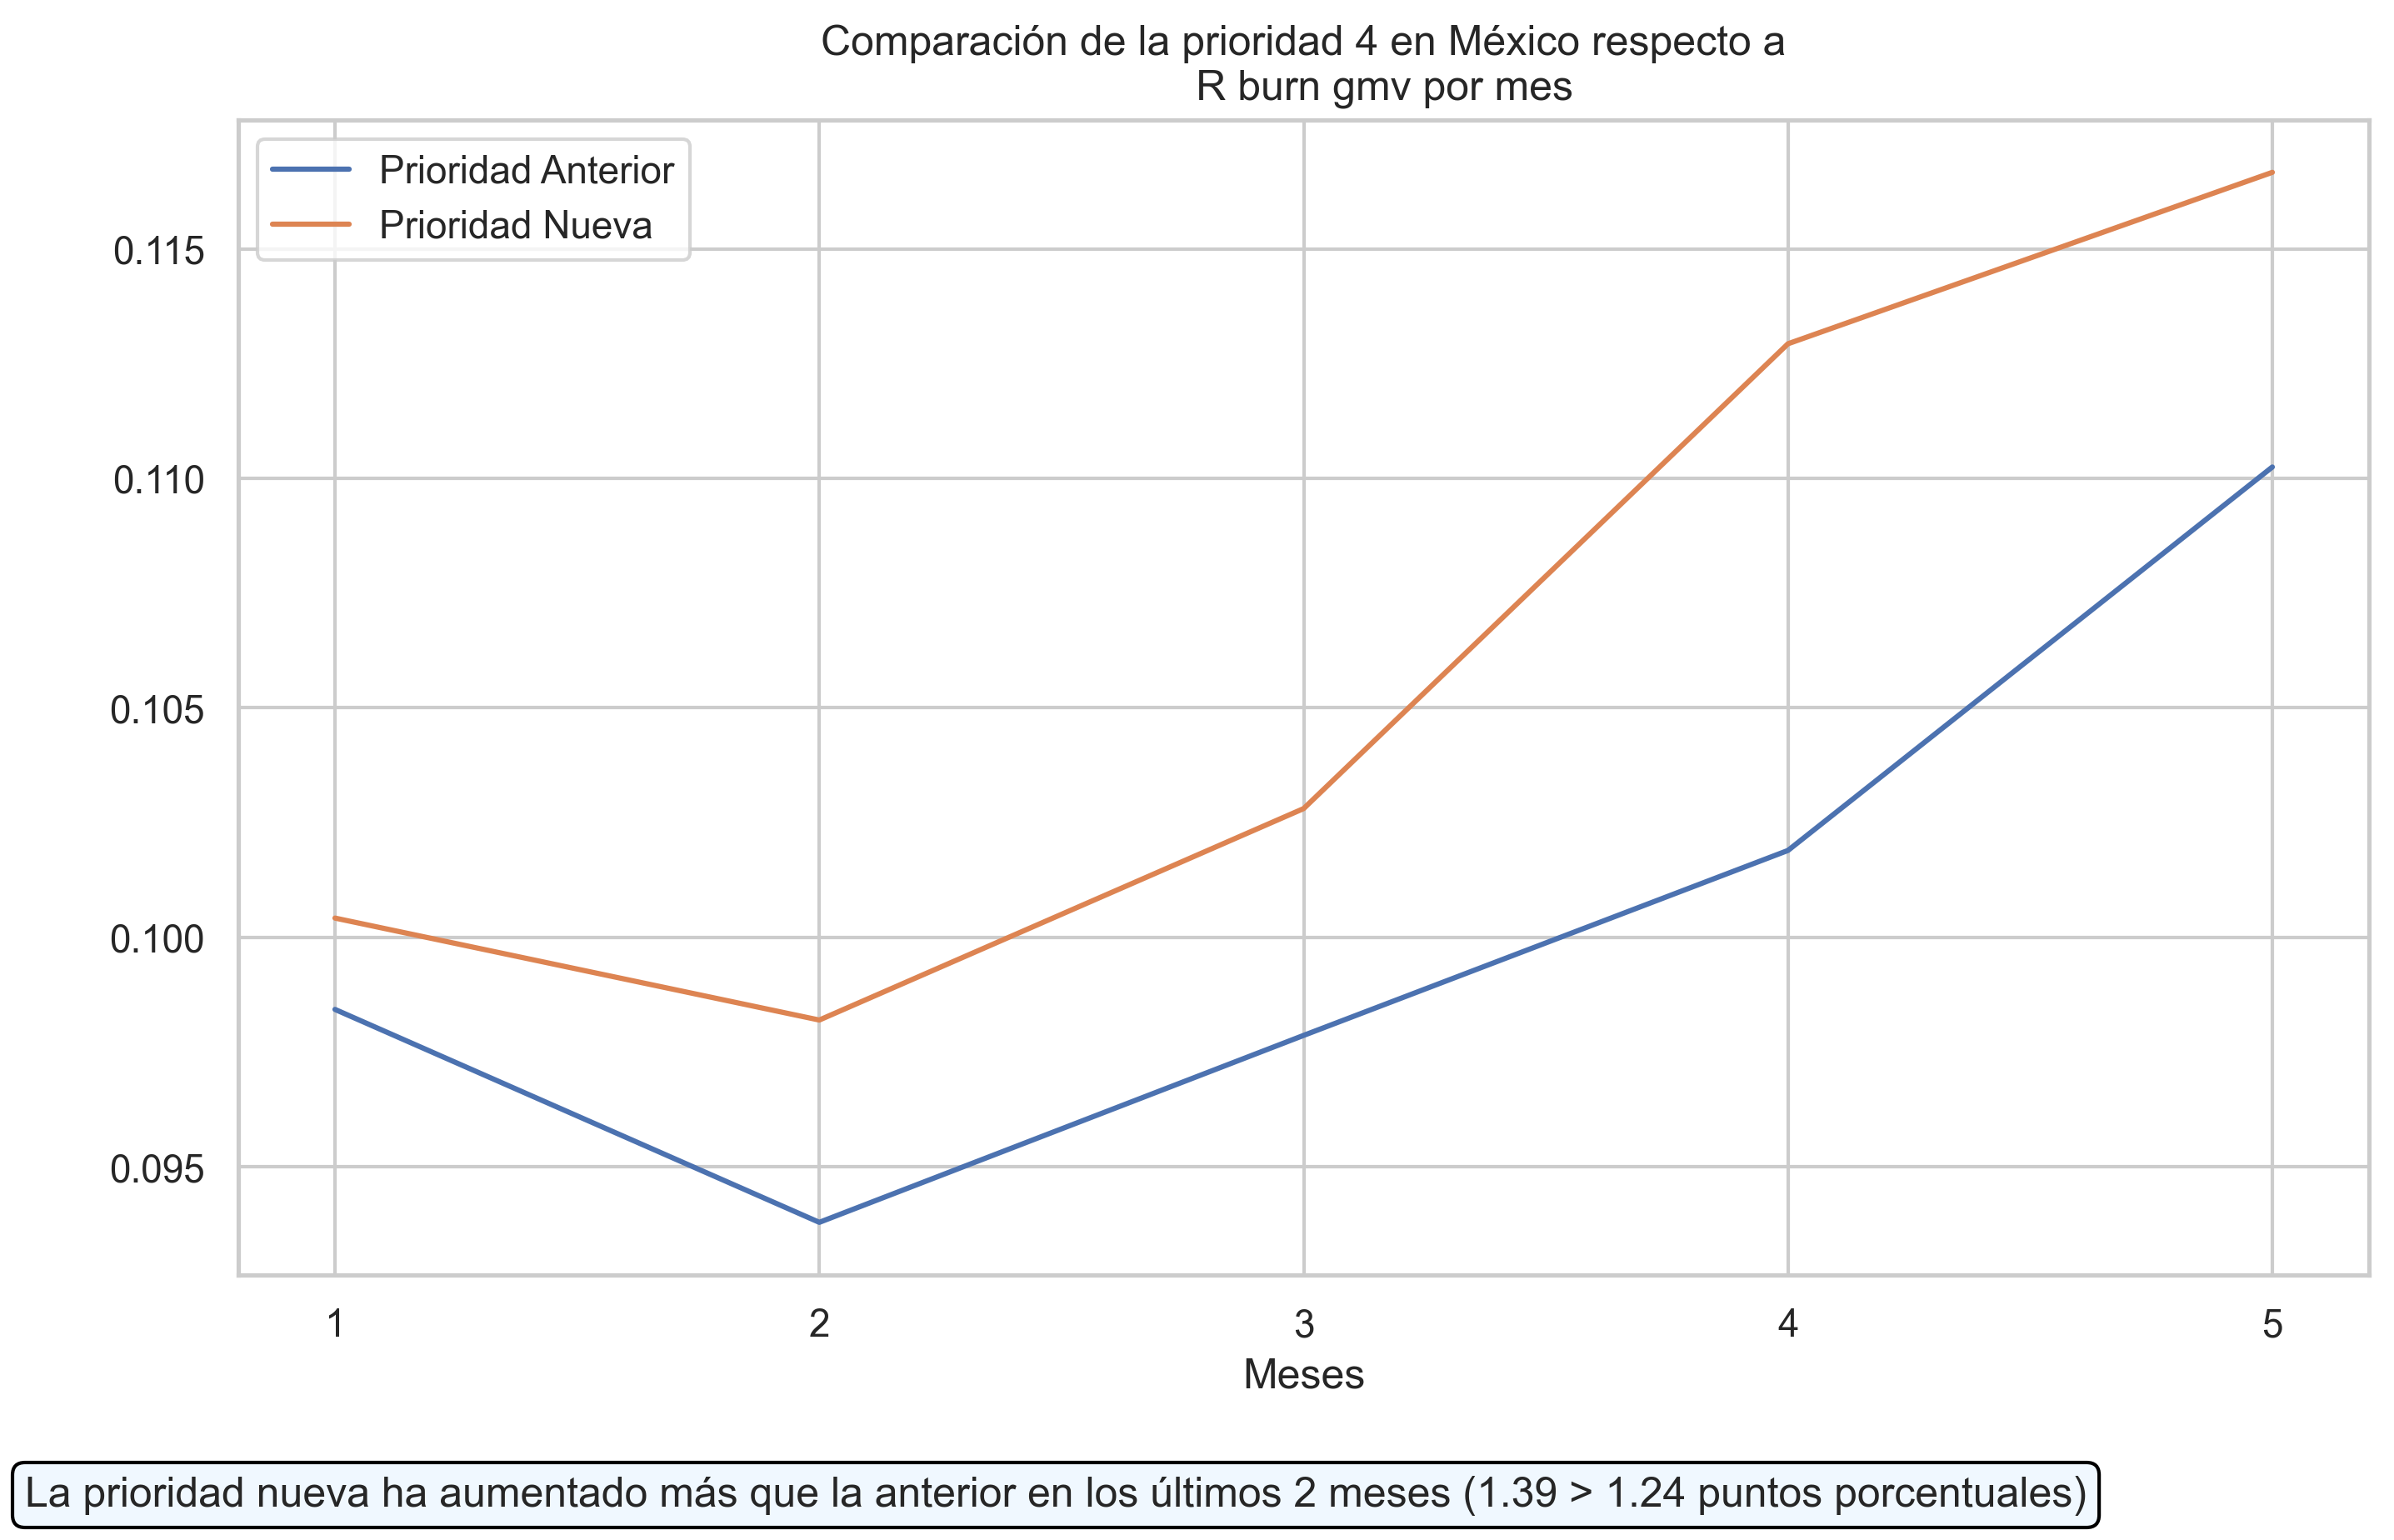 Comparación de la prioridad 4 en México respecto a
R burn gmv por mes
Prioridad Anterior
Prioridad Nueva
0.115
0.110
0.105
0.100
0.095
1 2 3 4 5
Meses
La prioridad nueva ha aumentado más que la anterior en los últimos 2 meses (1.39 > 1.24 puntos porcentuales)